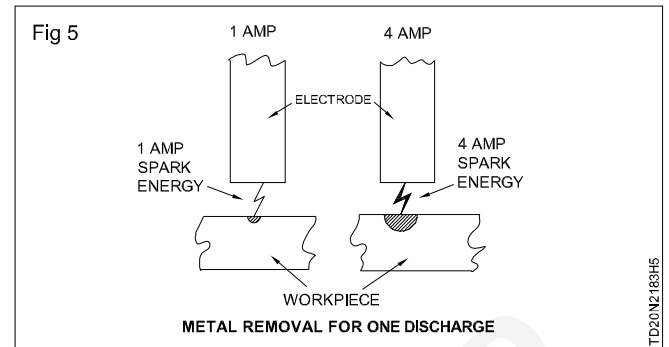 Fig 5
1 AMP
4 AMP
ELECTRODE
1 AMP
SPARK
ENERGY
4 AMP
SPARK
ENERGY
WORKPIECE
METAL REMOVAL FOR ONE DISCHARGE
TD20N2183H5